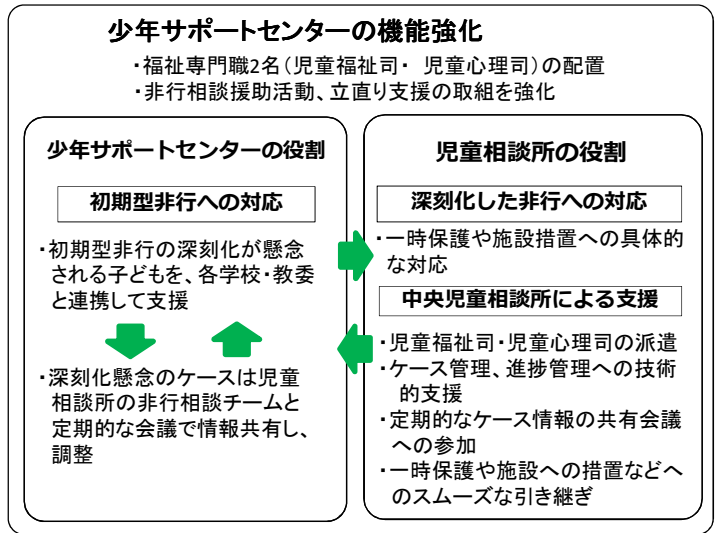 少年サポートセンターの機能強化
・福祉専門職2名（児童福祉司・ 児童心理司）の配置
・非行相談援助活動、立直り支援の取組を強化
少年サポートセンターの役割
初期型非行への対応
・初期型非行の深刻化が懸念
される子どもを、各学校・教委
と連携して支援
・深刻化懸念のケースは児童
相談所の非行相談チームと
定期的な会議で情報共有し、
調整
児童相談所の役割
深刻化した非行への対応
・一時保護や施設措置への具体的
な対応
中央児童相談所による支援
・児童福祉司・児童心理司の派遣
・ケース管理、進捗管理への技術
的支援
・定期的なケース情報の共有会議
への参加
・一時保護や施設への措置などへ
のスムーズな引き継ぎ